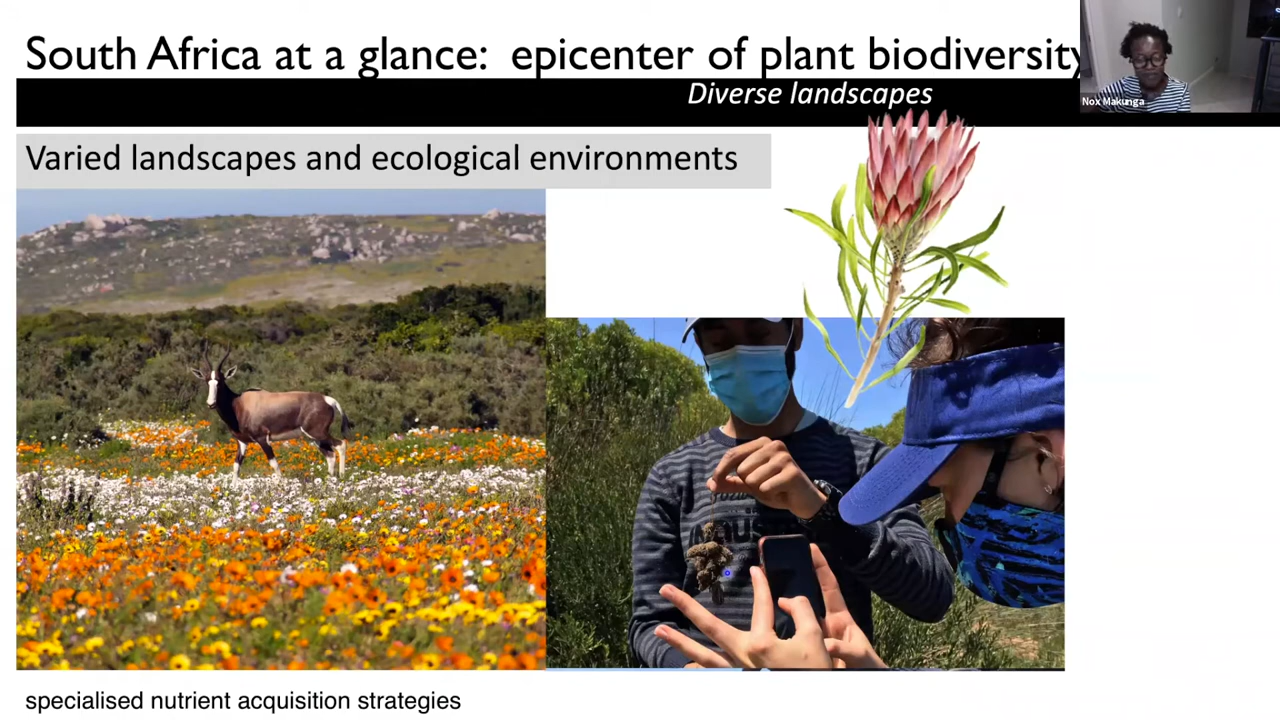 South Africa at a glance: epicenter of plant biodiversity
Diverse landscapes
Nox Makunga
Varied landscapes and ecological environments
specialised nutrient acquisition strategies